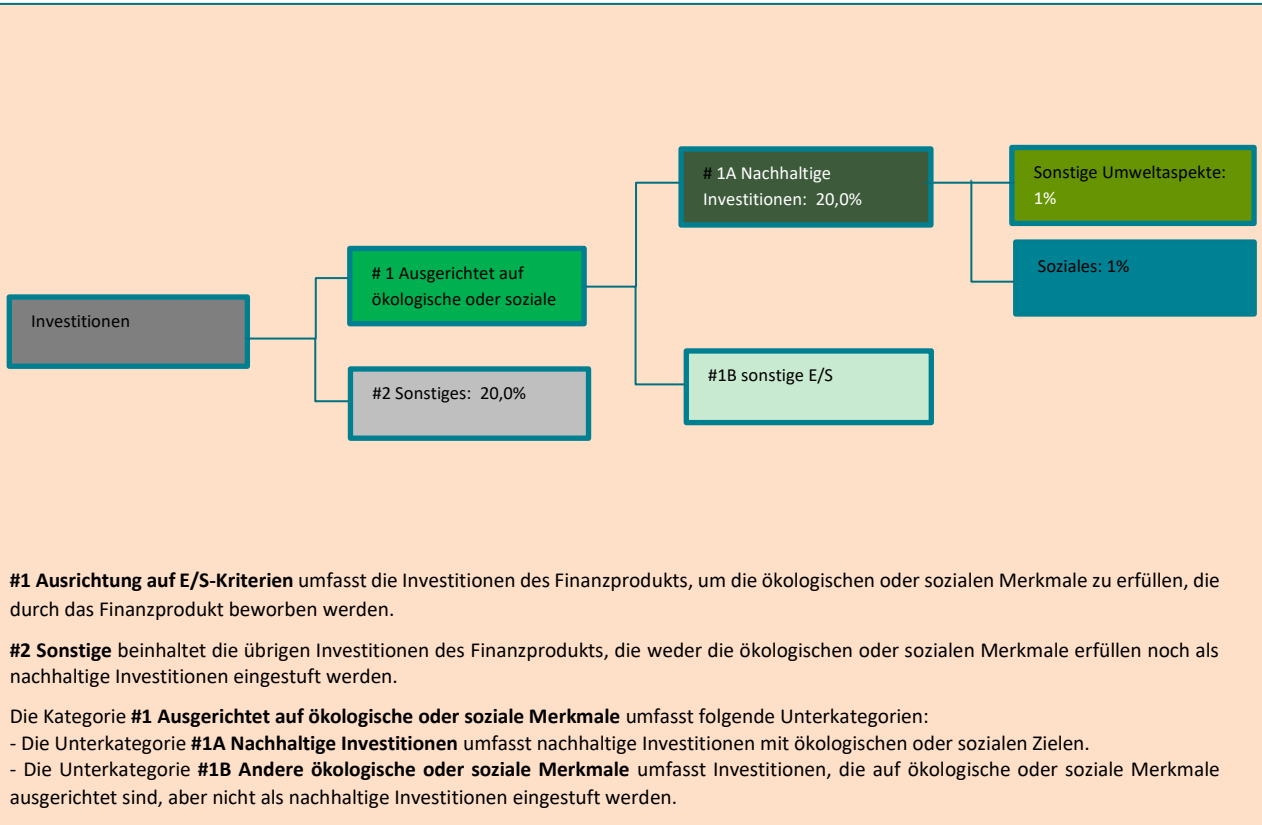 # 1A Nachhaltige
Investitionen: 20,0%
Sonstige Umweltaspekte:
1%
Soziales: 1%
# 1 Ausgerichtet auf
ökologische oder soziale
Investitionen
#2 Sonstiges: 20,0%
#1B sonstige E/S
#1 Ausrichtung auf E/S-Kriterien umfasst die Investitionen des Finanzprodukts, um die ökologischen oder sozialen Merkmale zu erfüllen, die
durch das Finanzprodukt beworben werden.
#2 Sonstige beinhaltet die übrigen Investitionen des Finanzprodukts, die weder die ökologischen oder sozialen Merkmale erfüllen noch als
nachhaltige Investitionen eingestuft werden.
Die Kategorie #1 Ausgerichtet auf ökologische oder soziale Merkmale umfasst folgende Unterkategorien:
- Die Unterkategorie #1A Nachhaltige Investitionen umfasst nachhaltige Investitionen mit ökologischen oder sozialen Zielen.
- Die Unterkategorie #1B Andere ökologische oder soziale Merkmale umfasst Investitionen, die auf ökologische oder soziale Merkmale
ausgerichtet sind, aber nicht als nachhaltige Investitionen eingestuft werden.